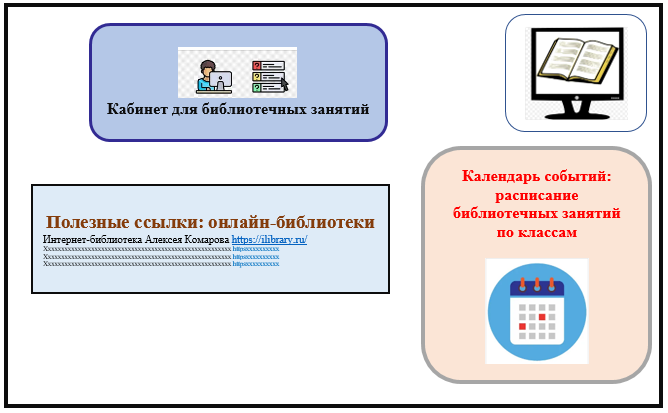 Кабинет для библиотечных занятий
Календарь событий:
расписание
библиотечных занятий
по классам
Полезные ссылки: онлайн-библиотеки
Интернет-библиотека Алексея Комарова https://ilibrary.ru/